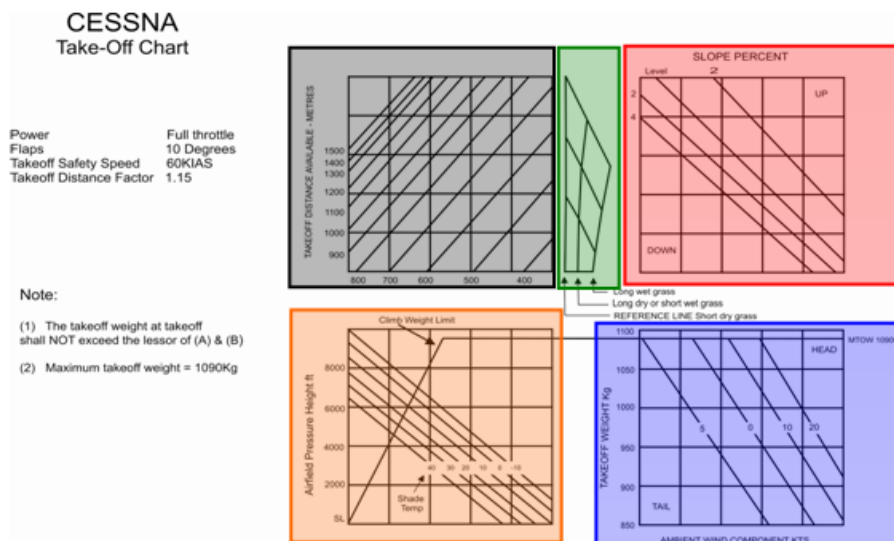 CESSNA
Take-Off Chart
Power Full throttle
Flaps 10 Degrees
Takeoff Safety Speed 60KIAS
Takeoff Distance Factor 1.15
Note:
(1) The takeoff weight at takeoff
shall NOT exceed the lessor of (A) & (B)
(2) Maximum takeoff weight = 1090Kg
TAKEOFF DISTANCE AVAILABLE - METRES
1500
1400
1300
1200
1100
1000
900
800 700 600 500 400
SLOPE PERCENT
Level 2
2
4
UP
DOWN
Long wet grass
Long dry or short wet grass
REFERENCE LINE Short dry grass
Climb Weight Limit
Airfield Pressure Height ft
8000
6000
4000
2000
SL
40 30 20 10 0 -10
Shade
Temp
TAKEOFF WEIGHT Kg
1100
1050
1000
950
900
850
HEAD
MTOW 1090
5 0 10 20
TAIL
AMBIENT WIND COMPONENT KTS